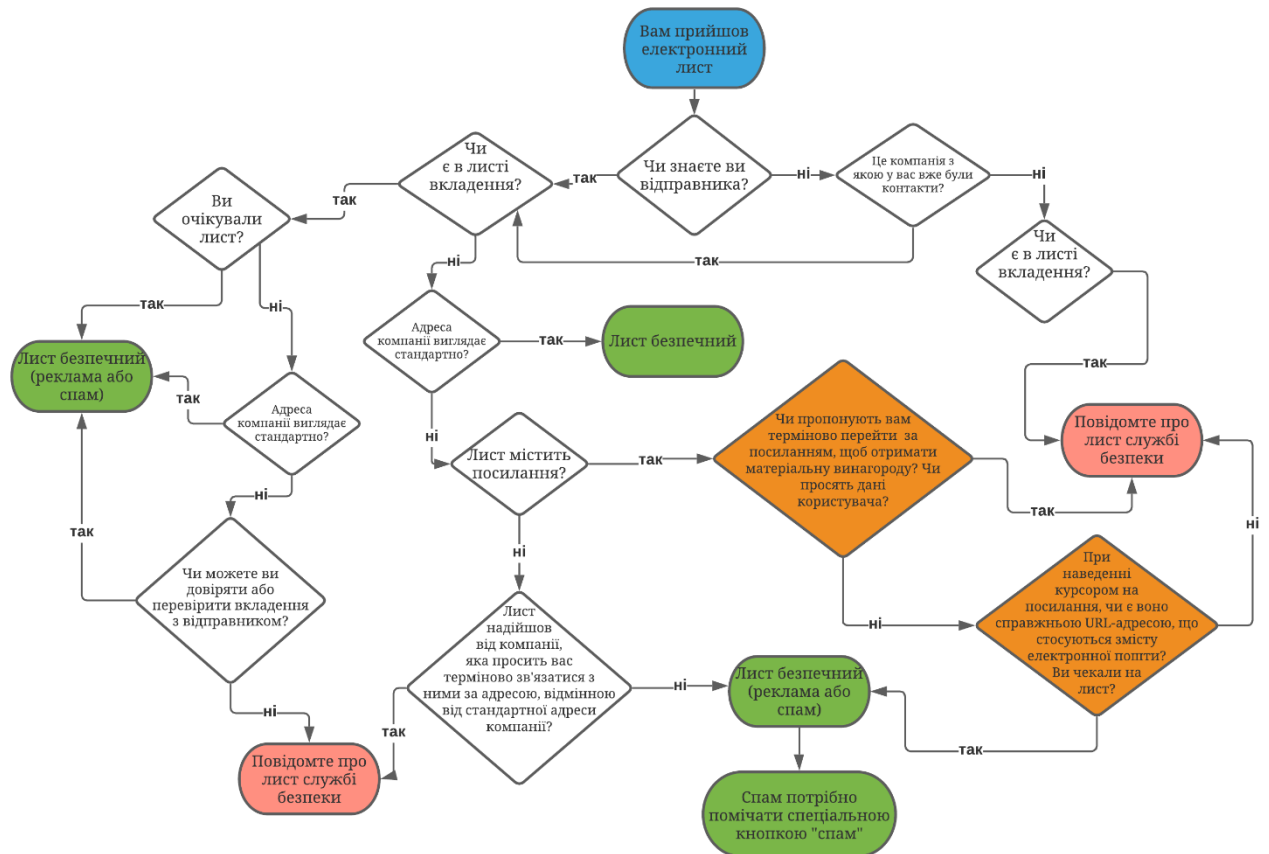 Вам прийшов
електронний
лист
Чи знаєте ви
відправника?
так
ні
Чи
є в листі
вкладення?
Це компанія з
якою у вас вже були
контакти?
ні
так
так
Ви
очікували
лист?
Чи
є в листі
вкладення?
ні
так
ні
Адреса
компанії виглядає
стандартно?
так
Лист безпечний
Лист безпечний
(реклама або
спам)
так
так
Адреса
компанії виглядає
стандартно?
ні
Чи пропонують вам
терміново перейти за
посиланням, щоб отримати
матеріальну винагороду? Чи
просять дані
користувача?
Повідомте про
лист службі
безпеки
Лист містить
посилання?
так
ні
так
ні
так
ні
Чи можете ви
довіряти або
перевірити вкладення
з відправником?
При
наведенні
курсором на
посилання, чи є воно
справжньою URL-адресою, що
стосуються змісту
електронної пошти?
Ви чекали на
лист?
ні
Лист
надійшов
від компанії,
яка просить вас
терміново зв'язатися з
ними за адресою, відмінною
від стандартної адреси
компанії?
ні
Лист безпечний
(реклама або
спам)
ні
так
так
Повідомте про
лист службі
безпеки
Спам потрібно
помічати спеціальною
кнопкою "спам"